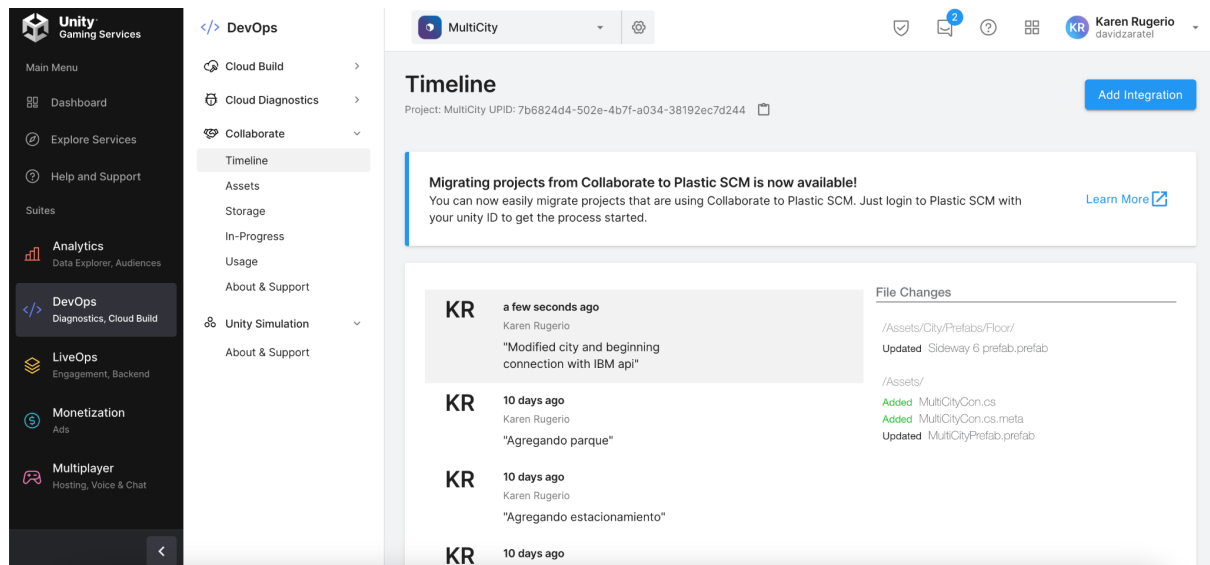 Unity
Gaming Services
Main Menu
Dashboard
Explore Services
Help and Support
Suites
Analytics
Data Explorer, Audiences
DevOps
Diagnostics, Cloud Build
LiveOps
Engagement, Backend
Monetization
Ads
Multiplayer
Hosting, Voice & Chat
</> DevOps
Cloud Build
Cloud Diagnostics
Collaborate
Timeline
Assets
Storage
In-Progress
Usage
About & Support
Unity Simulation
About & Support
MultiCity
2
KR
Karen Rugerio
davidzaratel
Timeline
Project: MultiCity UPID: 7b6824d4-502e-4b7f-a034-38192ec7d244
Add Integration
Migrating projects from Collaborate to Plastic SCM is now available!
You can now easily migrate projects that are using Collaborate to Plastic SCM. Just login to Plastic SCM with
your unity ID to get the process started.
Learn More
KR
a few seconds ago
Karen Rugerio
"Modified city and beginning
connection with IBM api"
KR
10 days ago
Karen Rugerio
"Agregando parque"
KR
10 days ago
Karen Rugerio
"Agregando estacionamiento"
KR
10 days ago
File Changes
/Assets/City/Prefabs/Floor/
Updated Sideway 6 prefab.prefab
/Assets/
Added MultiCityCon.cs
Added MultiCityCon.cs.meta
Updated MultiCityPrefab.prefab